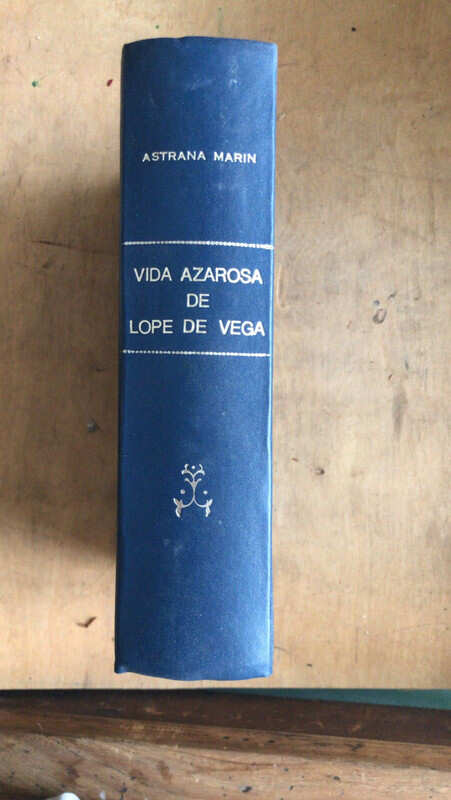 ASTRANA MARIN
VIDA AZAROSA
DE
LOPE DE VEGA